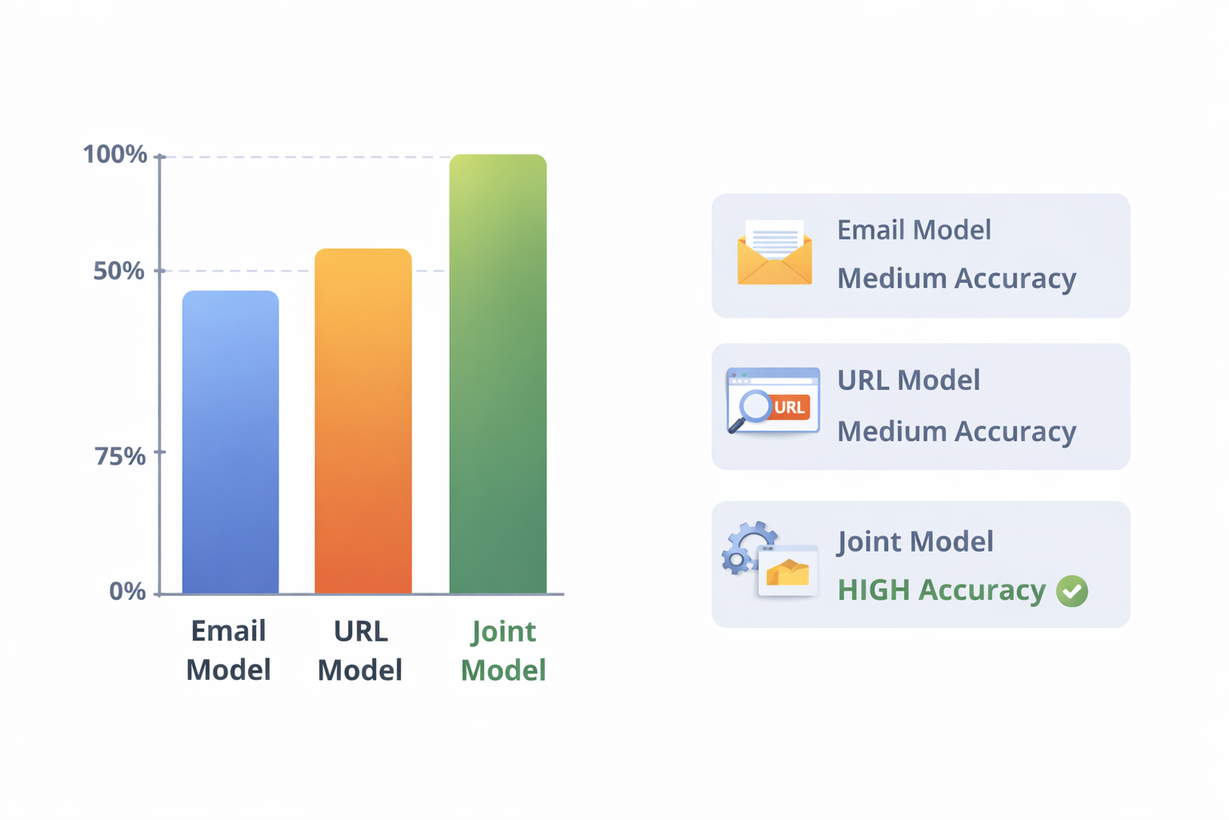 100%
50%
75%
0%
Email
Model
URL
Model
Joint
Model
Email Model
Medium Accuracy
URL
URL Model
Medium Accuracy
Joint Model
HIGH Accuracy